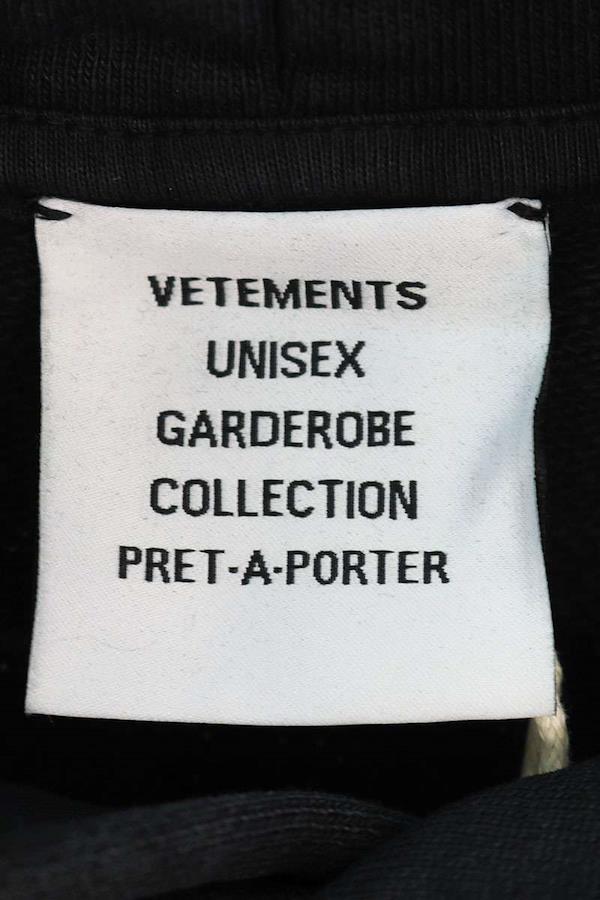 VETEMENTS
UNISEX
GARDEROBE
COLLECTION
PRET-A-PORTER